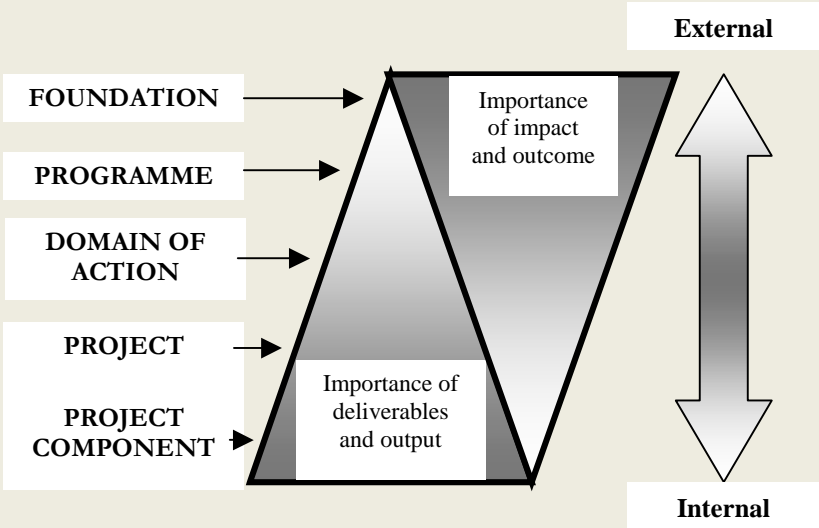 External
FOUNDATION
PROGRAMME
DOMAIN OF
ACTION
PROJECT
PROJECT
COMPONENT
Importance
of impact
and outcome
Importance of
deliverables
and output
Internal